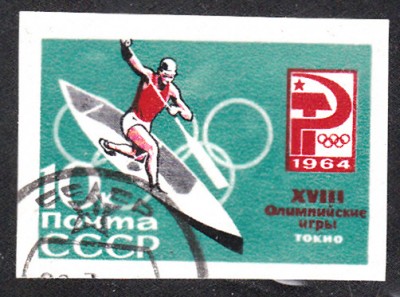 1964
XVIII
Олимпийские
игры
ТОКИО
10 к
Почта
СССР